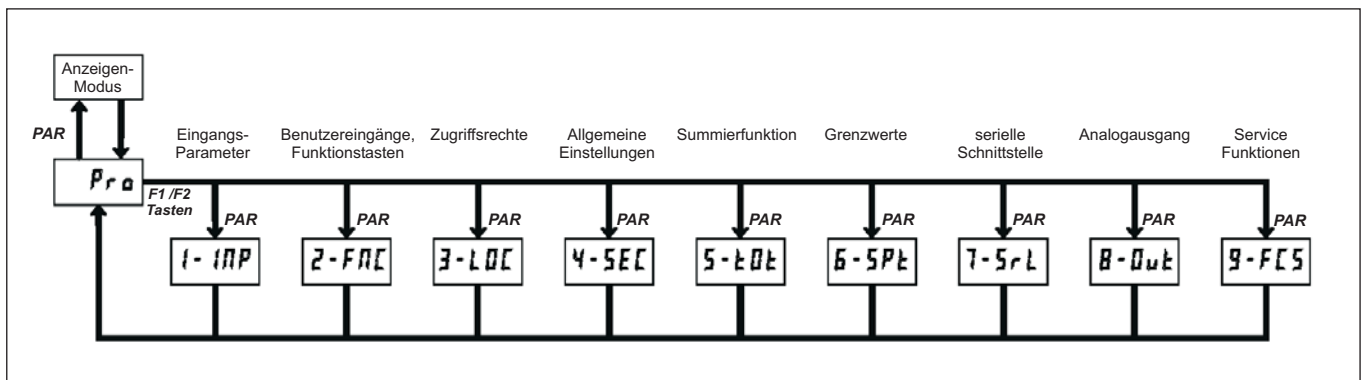 Anzeigen-
Modus
PAR
Pro
F1 /F2
Tasten
Eingangs-
Parameter
Benutzereingänge,
Funktionstasten
Zugriffsrechte
Allgemeine
Einstellungen
Summierfunktion
Grenzwerte
serielle
Schnittstelle
Analogausgang
Service
Funktionen
PAR
PAR
PAR
PAR
PAR
PAR
PAR
PAR
PAR
1-INP
2-FNC
3-LOC
4-SEC
5-tOt
6-SPt
7-SrL
8-Out
9-FCS